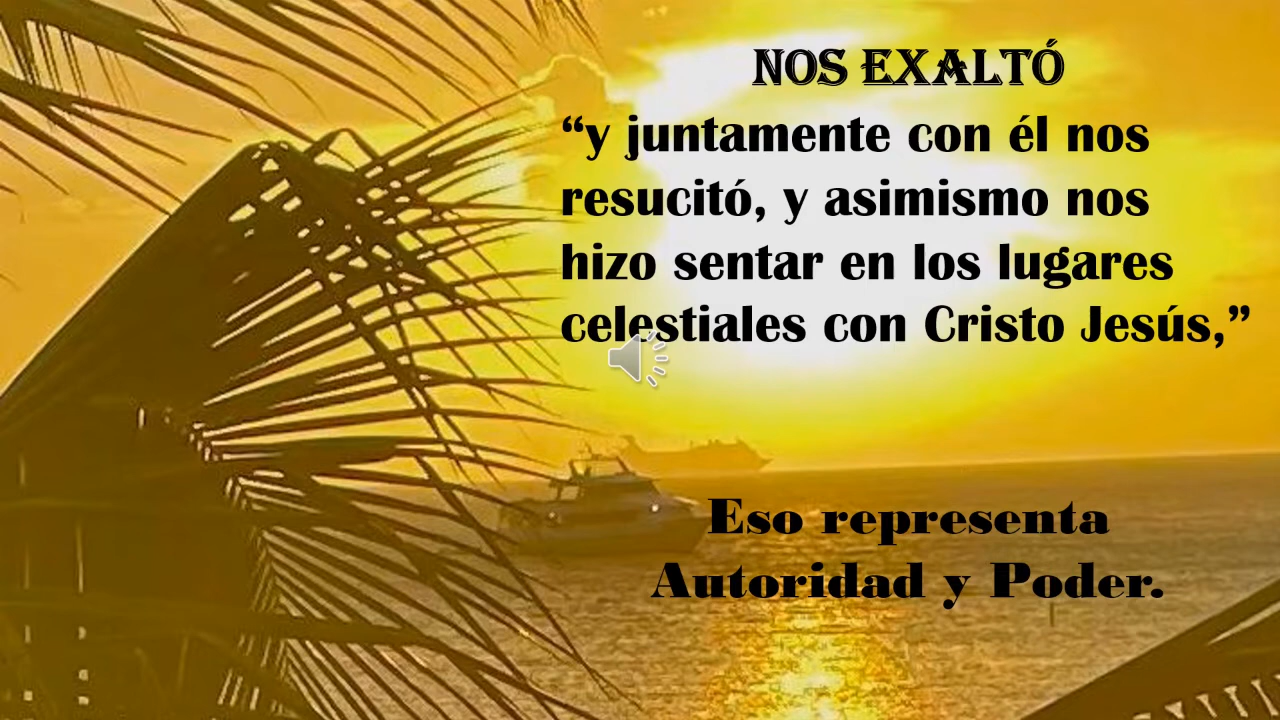 NOS EXALTÓ
“y juntamente con él nos
resucitó, y asimismo nos
hizo sentar en los lugares
celestiales con Cristo Jesús,”
Eso representa
Autoridad y Poder.